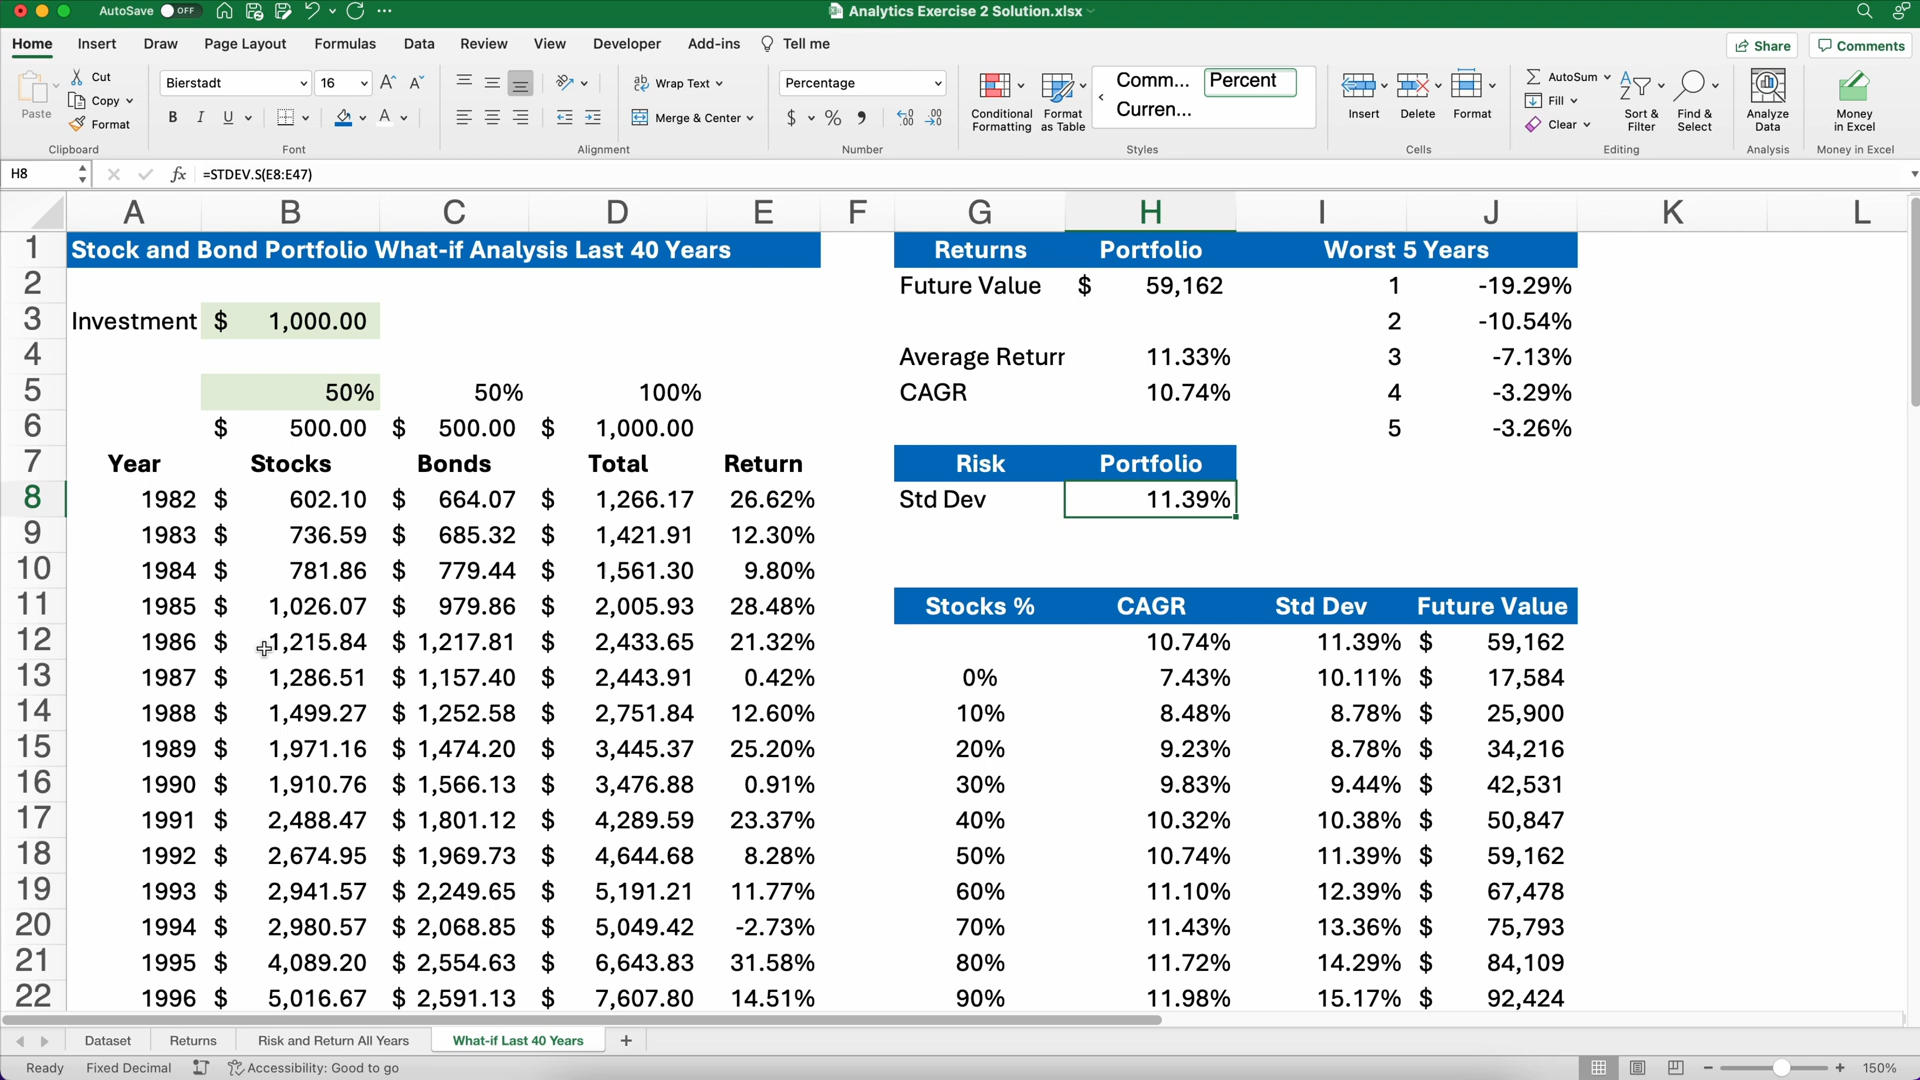 AutoSave OFF
Analytics Exercise 2 Solution.xlsx
Home Insert Draw Page Layout Formulas Data Review View Developer Add-ins Tell me Share Comments
Paste Cut Copy Format Clipboard
Bierstadt 16 B I U A Font
Wrap Text Merge & Center Alignment
Percentage $ % Number
Conditional Formatting Format as Table Comm... Percent Curren... Styles
Insert Delete Format Cells
AutoSum Fill Clear Sort & Filter Find & Select Editing
Analyze Data Analysis
Money in Excel Money in Excel
H8 fx =STDEV.S(E8:E47)
A B C D E F G H I J K L
1 Stock and Bond Portfolio What-if Analysis Last 40 Years Returns Portfolio Worst 5 Years
2 Future Value $ 59,162 1 -19.29%
3 Investment $ 1,000.00 2 -10.54%
4 Average Returr 11.33% 3 -7.13%
5 50% 50% 100% CAGR 10.74% 4 -3.29%
6 $ 500.00 $ 500.00 $ 1,000.00 5 -3.26%
7 Year Stocks Bonds Total Return Risk Portfolio
8 1982 $ 602.10 $ 664.07 $ 1,266.17 26.62% Std Dev 11.39%
9 1983 $ 736.59 $ 685.32 $ 1,421.91 12.30%
10 1984 $ 781.86 $ 779.44 $ 1,561.30 9.80%
11 1985 $ 1,026.07 $ 979.86 $ 2,005.93 28.48% Stocks % CAGR Std Dev Future Value
12 1986 $ 1,215.84 $ 1,217.81 $ 2,433.65 21.32% 10.74% 11.39% $ 59,162
13 1987 $ 1,286.51 $ 1,157.40 $ 2,443.91 0.42% 0% 7.43% 10.11% $ 17,584
14 1988 $ 1,499.27 $ 1,252.58 $ 2,751.84 12.60% 10% 8.48% 8.78% $ 25,900
15 1989 $ 1,971.16 $ 1,474.20 $ 3,445.37 25.20% 20% 9.23% 8.78% $ 34,216
16 1990 $ 1,910.76 $ 1,566.13 $ 3,476.88 0.91% 30% 9.83% 9.44% $ 42,531
17 1991 $ 2,488.47 $ 1,801.12 $ 4,289.59 23.37% 40% 10.32% 10.38% $ 50,847
18 1992 $ 2,674.95 $ 1,969.73 $ 4,644.68 8.28% 50% 10.74% 11.39% $ 59,162
19 1993 $ 2,941.57 $ 2,249.65 $ 5,191.21 11.77% 60% 11.10% 12.39% $ 67,478
20 1994 $ 2,980.57 $ 2,068.85 $ 5,049.42 -2.73% 70% 11.43% 13.36% $ 75,793
21 1995 $ 4,089.20 $ 2,554.63 $ 6,643.83 31.58% 80% 11.72% 14.29% $ 84,109
22 1996 $ 5,016.67 $ 2,591.13 $ 7,607.80 14.51% 90% 11.98% 15.17% $ 92,424
Dataset Returns Risk and Return All Years What-if Last 40 Years +
Ready Fixed Decimal Accessibility: Good to go 150%